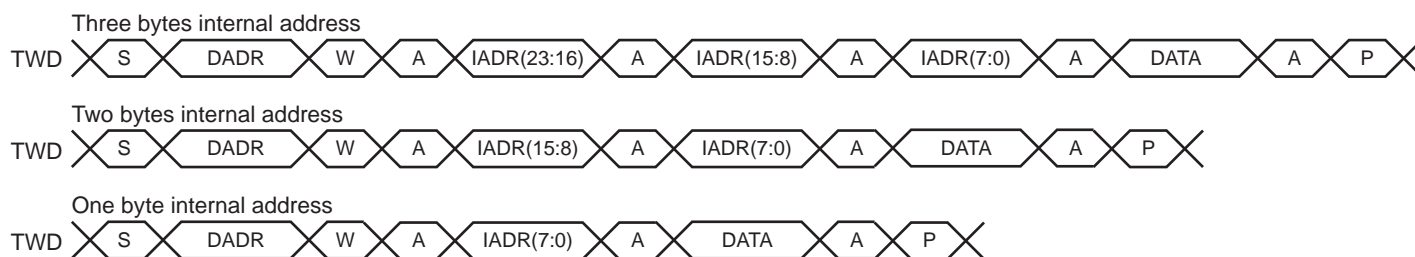 Three bytes internal address
TWD S DADR W A IADR(23:16) A IADR(15:8) A IADR(7:0) A DATA A P
Two bytes internal address
TWD S DADR W A IADR(15:8) A IADR(7:0) A DATA A P
One byte internal address
TWD S DADR W A IADR(7:0) A DATA A P